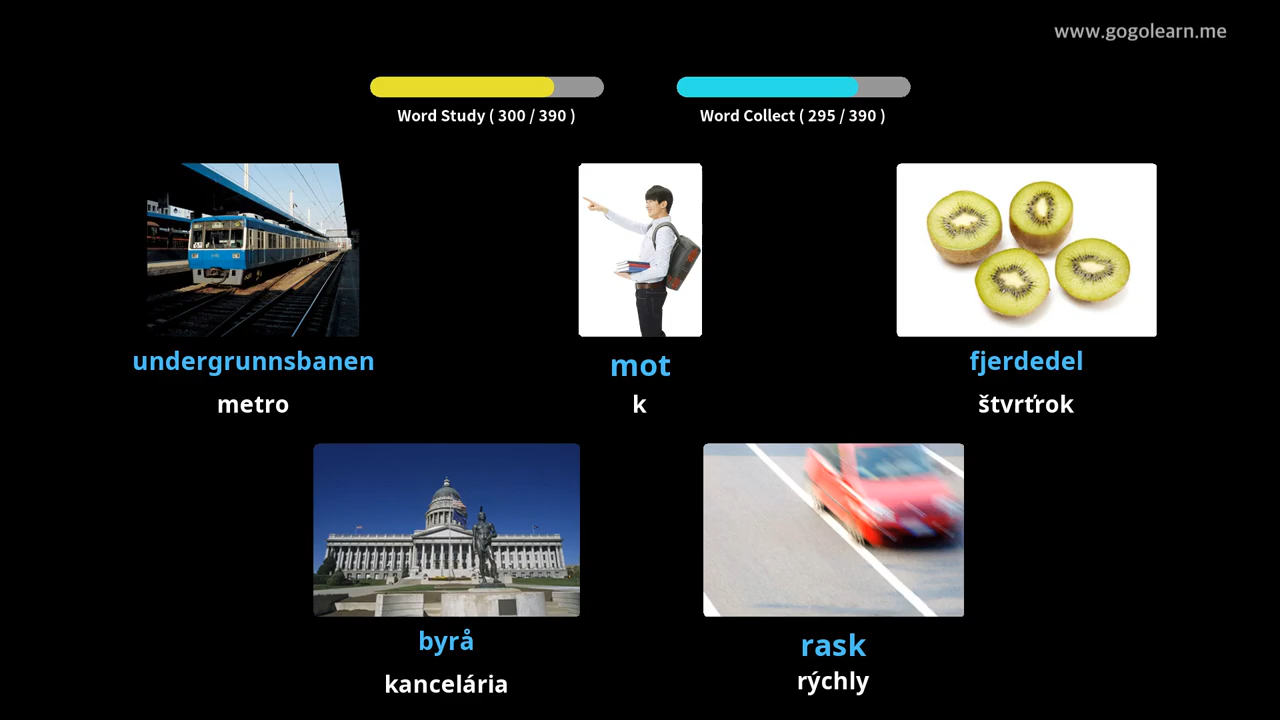 www.gogolearn.me
Word Study ( 300 / 390 )
Word Collect ( 295 / 390 )
undergrunnsbanen
mot
fjerdedel
metro
k
štvrťrok
byrå
rask
kancelária
rýchly